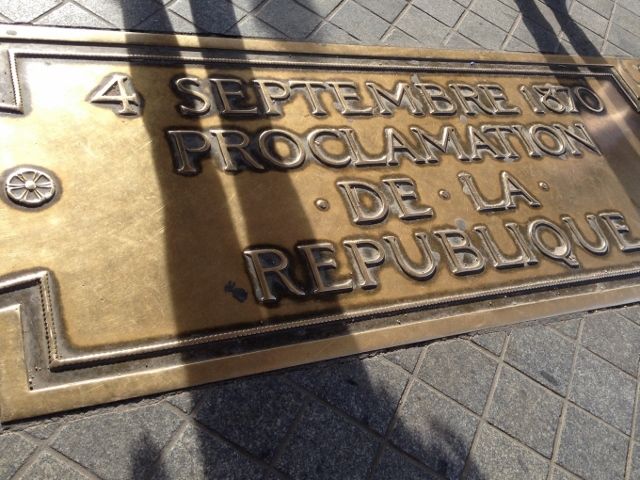 4 SEPTEMBRE 1870
PROCLAMATION
· DE · LA ·
REPUBLIQUE